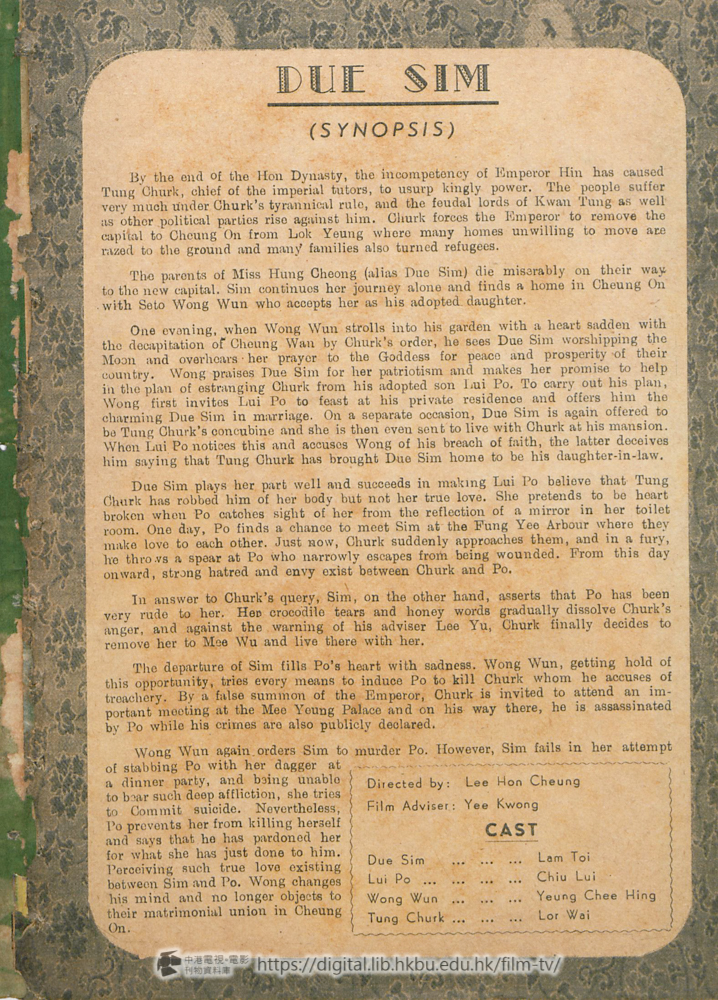 DUE SIM
(SYNOPSIS)
By the end of the Hon Dynasty, the incompetency of Emperor Hin has caused
Tung Churk, chief of the imperial tutors, to usurp kingly power. The people suffer
very much under Churk's tyrannical rule, and the feudal lords of Kwan Tung as well
as other political parties rise against him. Churk forces the Emperor to remove the
capital to Cheung On from Lok Yeung where many homes unwilling to move are
razed to the ground and many families also turned refugees.
The parents of Miss Hung Cheong (alias Due Sim) die miserably on their way
to the new capital. Sim continues her journey alone and finds a home in Cheung On
with Seto Wong Wun who accepts her as his adopted daughter.
One evening, when Wong Wun strolls into his garden with a heart sadden with
the decapitation of Cheung Wan by Churk's order, he sees Due Sim worshipping the
Moon and overhears her prayer to the Goddess for peace and prosperity of their
country. Wong praises Due Sim for her patriotism and makes her promise to help
in the plan of estranging Churk from his adopted son Lui Po. To carry out his plan,
Wong first invites Lui Po to feast at his private residence and offers him the
charming Due Sim in marriage. On a separate occasion, Due Sim is again offered to
be Tung Churk's concubine and she is then even sent to live with Churk at his mansion.
When Lui Po notices this and accuses Wong of his breach of faith, the latter deceives
him saying that Tung Churk has brought Due Sim home to be his daughter-in-law.
Due Sim plays her part well and succeeds in making Lui Po believe that Tung
Churk has robbed him of her body but not her true love. She pretends to be heart
broken when Po catches sight of her from the reflection of a mirror in her toilet
room. One day, Po finds a chance to meet Sim at the Fung Yee Arbour where they
make love to each other. Just now, Churk suddenly approaches them, and in a fury,
he throws a spear at Po who narrowly escapes from being wounded. From this day
onward, strong hatred and envy exist between Churk and Po.
In answer to Churk's query, Sim, on the other hand, asserts that Po has been
very rude to her. Her crocodile tears and honey words gradually dissolve Churk's
anger, and against the warning of his adviser Lee Yu, Churk finally decides to
remove her to Mee Wu and live there with her.
The departure of Sim fills Po's heart with sadness. Wong Wun, getting hold of
this opportunity, tries every means to induce Po to kill Churk whom he accuses of
treachery. By a false summon of the Emperor, Churk is invited to attend an im-
portant meeting at the Mee Yeung Palace and on his way there, he is assassinated
by Po while his crimes are also publicly declared.
Wong Wun again orders Sim to murder Po. However, Sim fails in her attempt
of stabbing Po with her dagger at
a dinner party, and being unable
to bear such deep affliction, she tries
to Commit suicide. Nevertheless,
Po prevents her from killing herself
and says that he has pardoned her
for what she has just done to him.
Perceiving such true love existing
between Sim and Po. Wong changes
his mind and no longer objects to
their matrimonial union in Cheung
On.
Directed by: Lee Hon Cheung
Film Adviser: Yee Kwong
CAST
Due Sim ... ... ... Lam Toi
Lui Po ... ... ... ... Chiu Lui
Wong Wun ... ... ... Yeung Chee Hing
Tung Churk ... ... ... Lor Wai
中港電視·電影
刊物資料庫
https://digital.lib.hkbu.edu.hk/film-tv/